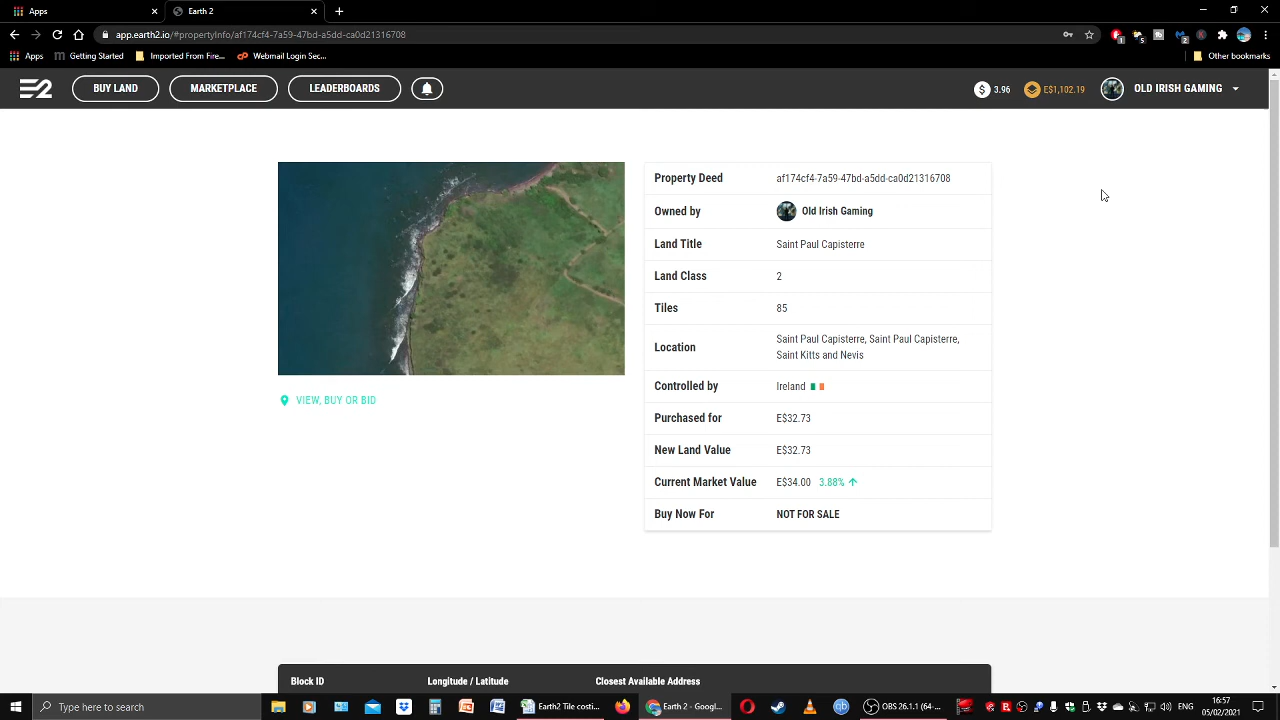 Apps
Earth 2
app.earth2.io/#propertyInfo/af174cf4-7a59-47bd-a5dd-ca0d21316708
Apps
Getting Started
Imported From Fire...
Webmail Login Sec...
Other bookmarks
E2
BUY LAND
MARKETPLACE
LEADERBOARDS
$ 3.96
E$1,102.19
OLD IRISH GAMING
Property Deed af174cf4-7a59-47bd-a5dd-ca0d21316708
Owned by Old Irish Gaming
Land Title Saint Paul Capisterre
Land Class 2
Tiles 85
Location Saint Paul Capisterre, Saint Paul Capisterre,
Saint Kitts and Nevis
Controlled by Ireland
Purchased for E$32.73
New Land Value E$32.73
Current Market Value E$34.00 3.88%
Buy Now For NOT FOR SALE
VIEW, BUY OR BID
Block ID Longitude / Latitude Closest Available Address
Type here to search
Earth2 Tile costi...
Earth 2 - Googl...
OBS 26.1.1 (64-...
ENG
16:57
05/02/2021